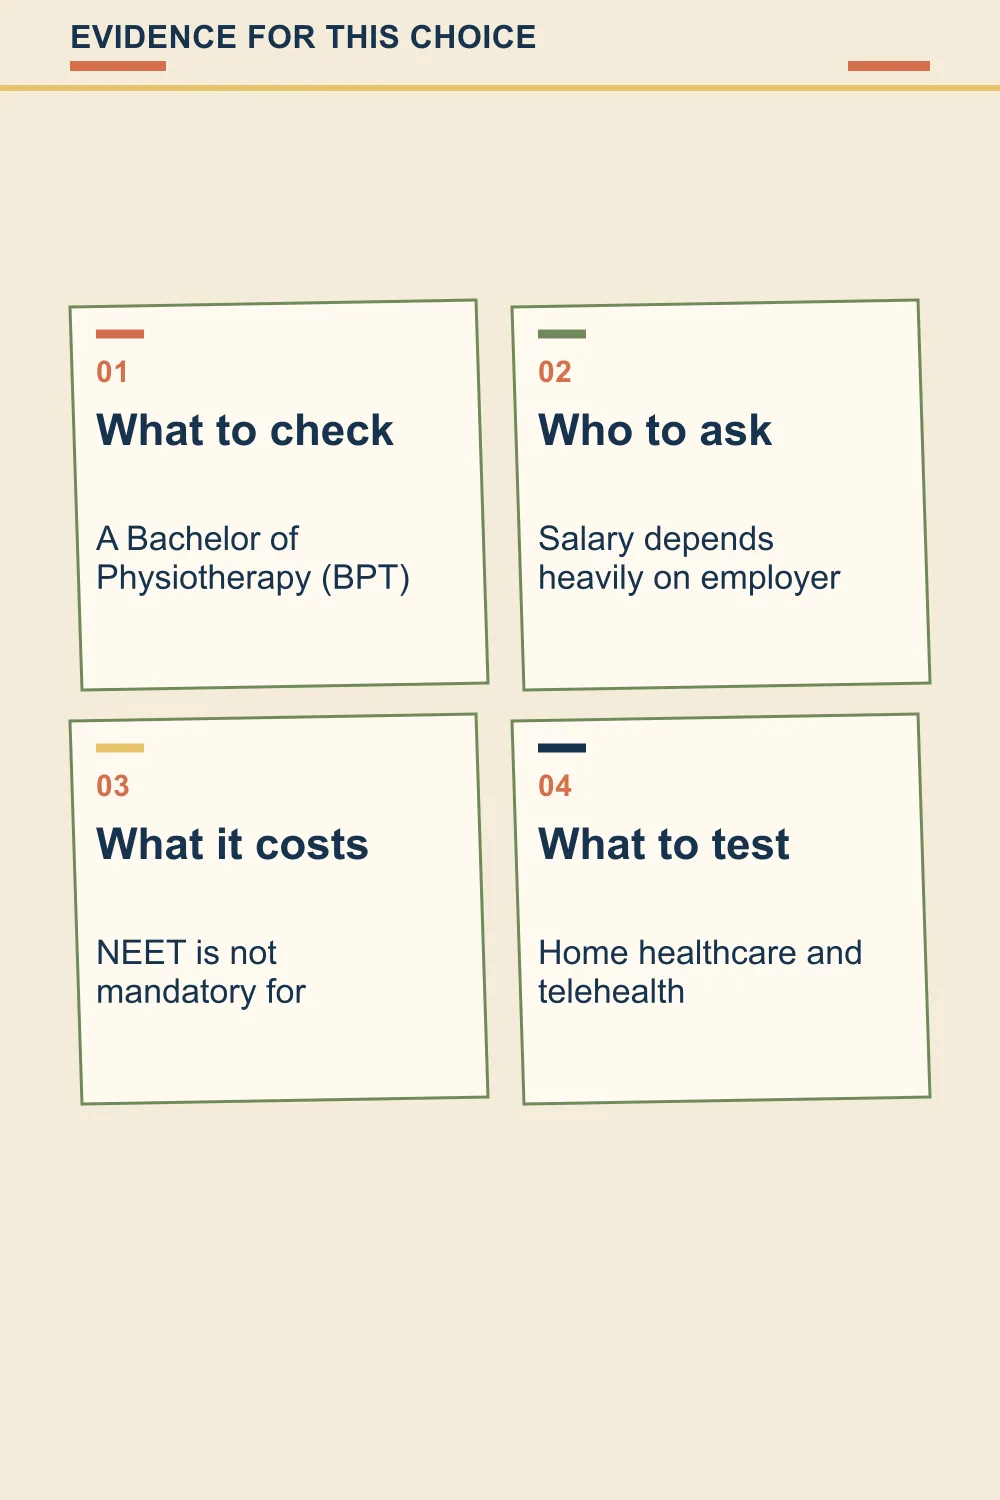 EVIDENCE FOR THIS CHOICE
01
What to check
A Bachelor of
Physiotherapy (BPT)
02
Who to ask
Salary depends
heavily on employer
03
What it costs
NEET is not
mandatory for
04
What to test
Home healthcare and
telehealth